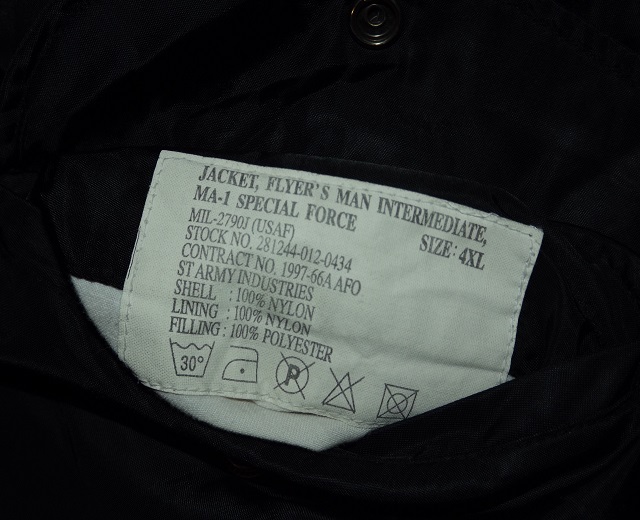 JACKET, FLYER'S MAN INTERMEDIATE,
MA-1 SPECIAL FORCE
MIL-2790J (USAF) SIZE: 4XL
STOCK NO. 281244-012-0434
CONTRACT NO. 1997-66A AFO
ST ARMY INDUSTRIES
SHELL : 100% NYLON
LINING : 100% NYLON
FILLING : 100% POLYESTER
30° P